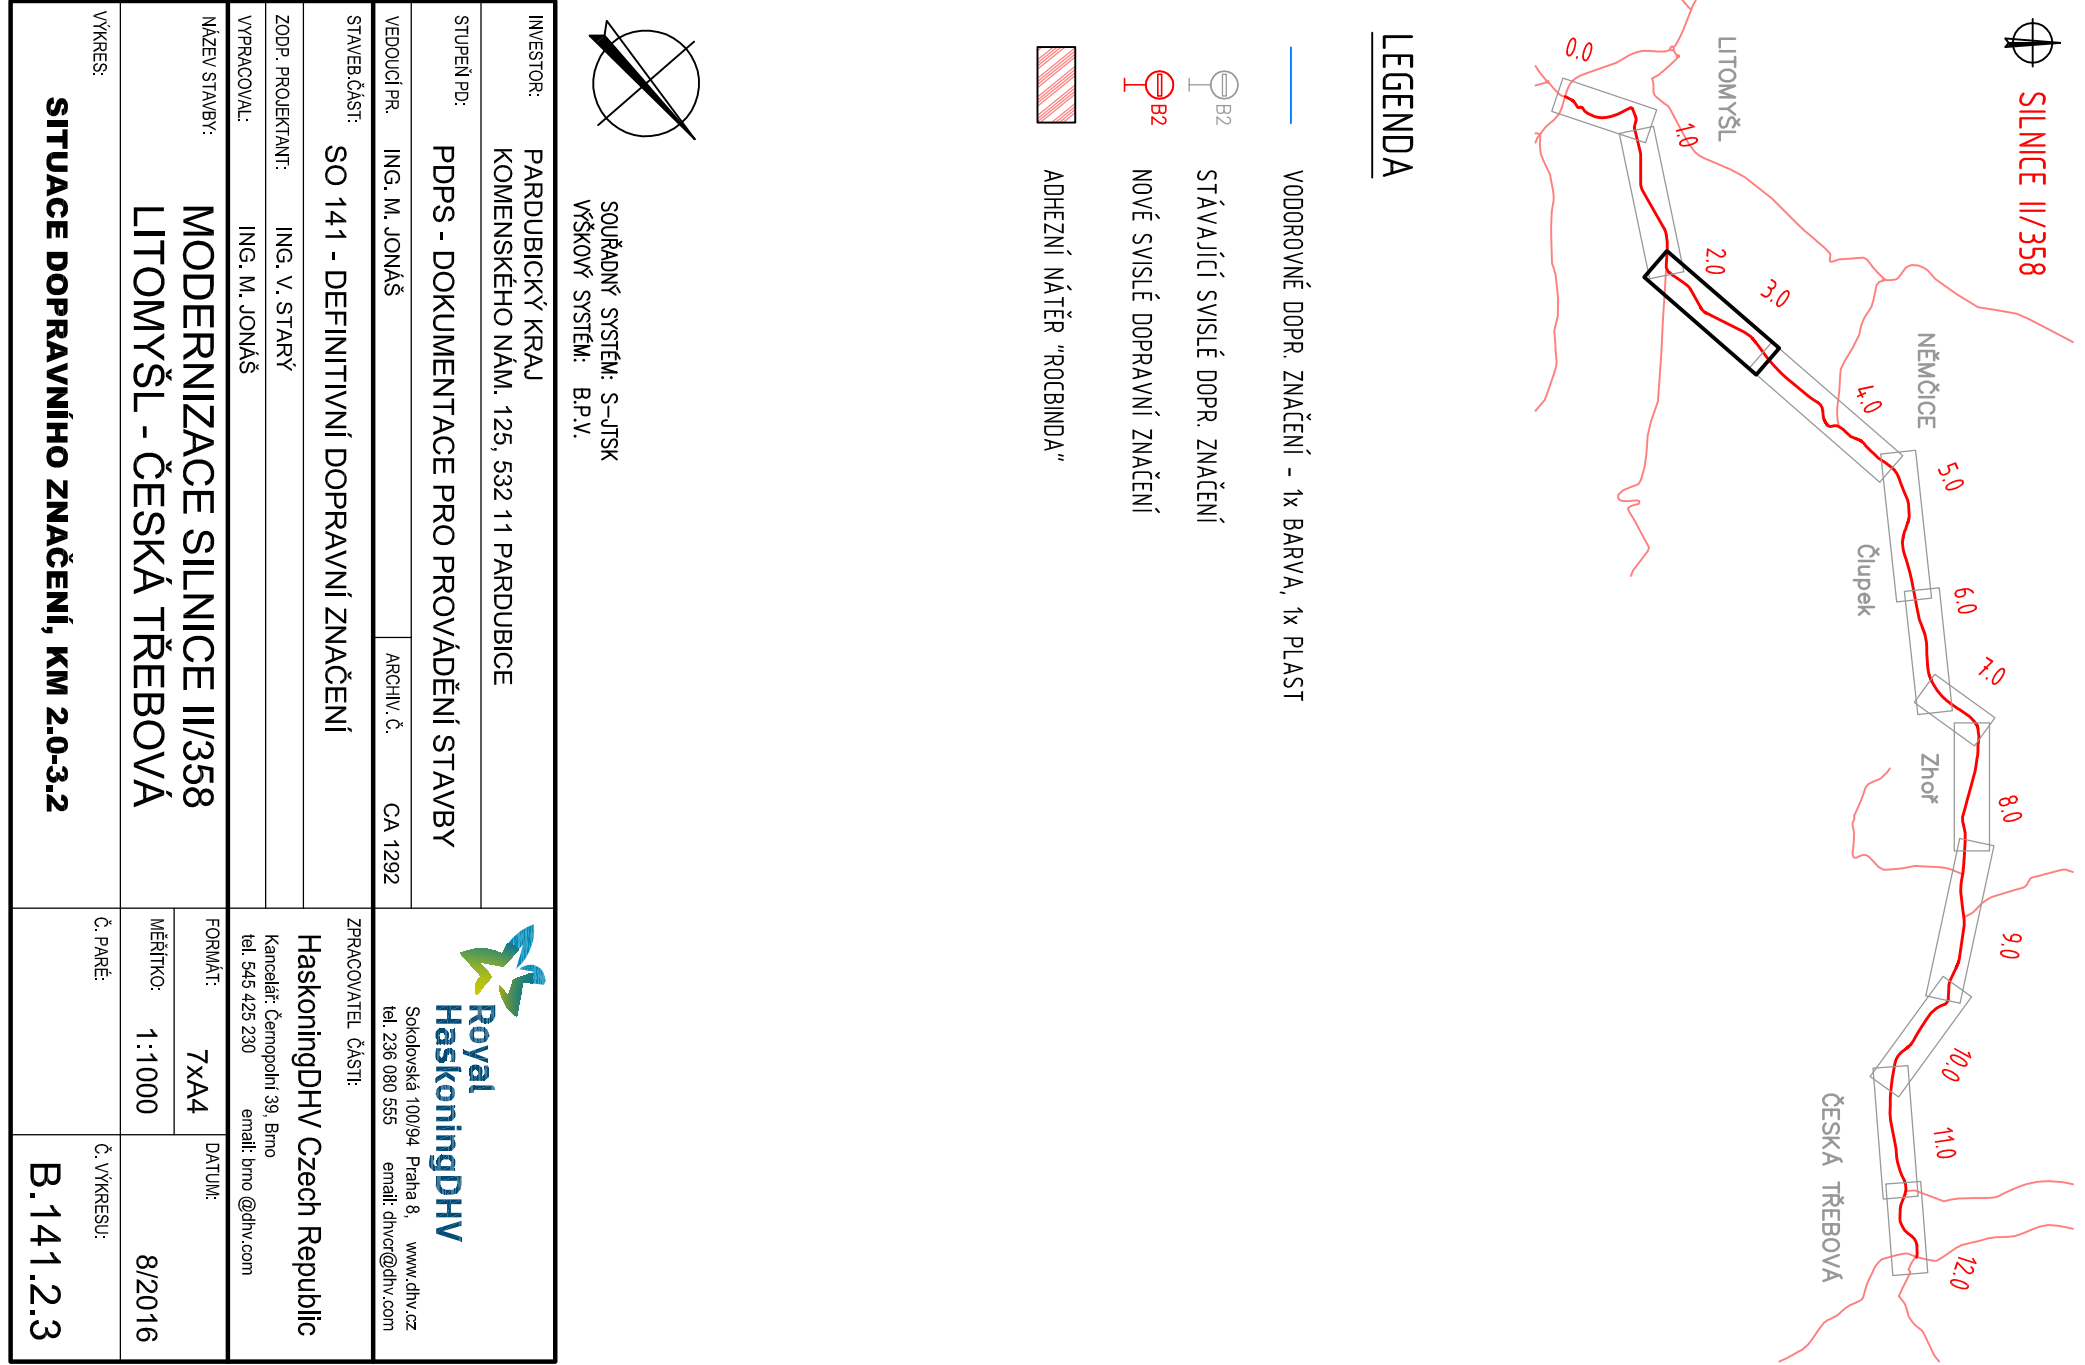 SILNICE II/358
LITOMYŠL
NĚMČICE
Člupek
Zhoř
ČESKÁ TŘEBOVÁ
0.0
1.0
2.0
3.0
4.0
5.0
6.0
7.0
8.0
9.0
10.0
11.0
12.0
LEGENDA
VODOROVNÉ DOPR. ZNAČENÍ - 1x BARVA, 1x PLAST
B2 STÁVAJÍCÍ SVISLÉ DOPR. ZNAČENÍ
B2 NOVÉ SVISLÉ DOPRAVNÍ ZNAČENÍ
ADHEZNÍ NÁTĚR "ROCBINDA"
SOUŘADNÝ SYSTÉM: S-JTSK
VÝŠKOVÝ SYSTÉM: B.P.V.
INVESTOR: PARDUBICKÝ KRAJ
KOMENSKÉHO NÁM. 125, 532 11 PARDUBICE
STUPEŇ PD: PDPS - DOKUMENTACE PRO PROVÁDĚNÍ STAVBY
VEDOUCÍ PR. ING. M. JONÁŠ ARCHIV. Č. CA 1292
Royal
HaskoningDHV
Sokolovská 100/94 Praha 8, www.dhv.cz
tel. 236 080 555 email: dhvcr@dhv.com
STAVEB.ČÁST: SO 141 - DEFINITIVNÍ DOPRAVNÍ ZNAČENÍ
ZODP. PROJEKTANT: ING. V. STARÝ
VYPRACOVAL: ING. M. JONÁŠ
ZPRACOVATEL ČÁSTI:
HaskoningDHV Czech Republic
Kancelář: Černopolní 39, Brno
tel. 545 425 230 email: brno @dhv.com
NÁZEV STAVBY: MODERNIZACE SILNICE II/358
LITOMYŠL - ČESKÁ TŘEBOVÁ
FORMÁT: 7xA4
MĚŘÍTKO: 1:1000
DATUM: 8/2016
VÝKRES:
SITUACE DOPRAVNÍHO ZNAČENÍ, KM 2.0-3.2
Č. PARÉ:
Č. VÝKRESU:
B.141.2.3